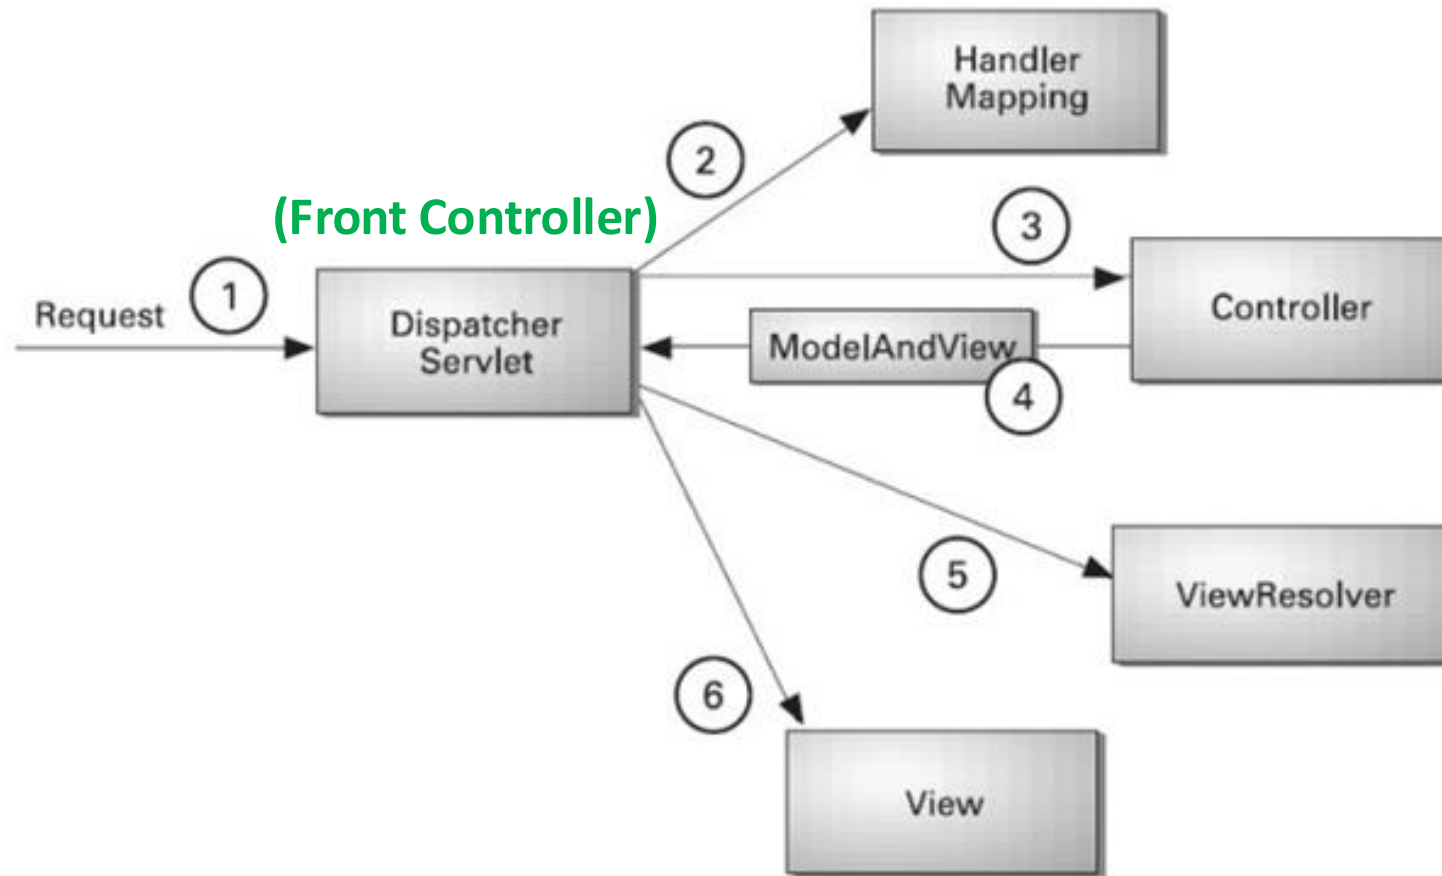 Handler
Mapping
2
(Front Controller)
3
1
Request
Dispatcher
Servlet
Controller
ModelAndView
4
5
ViewResolver
6
View